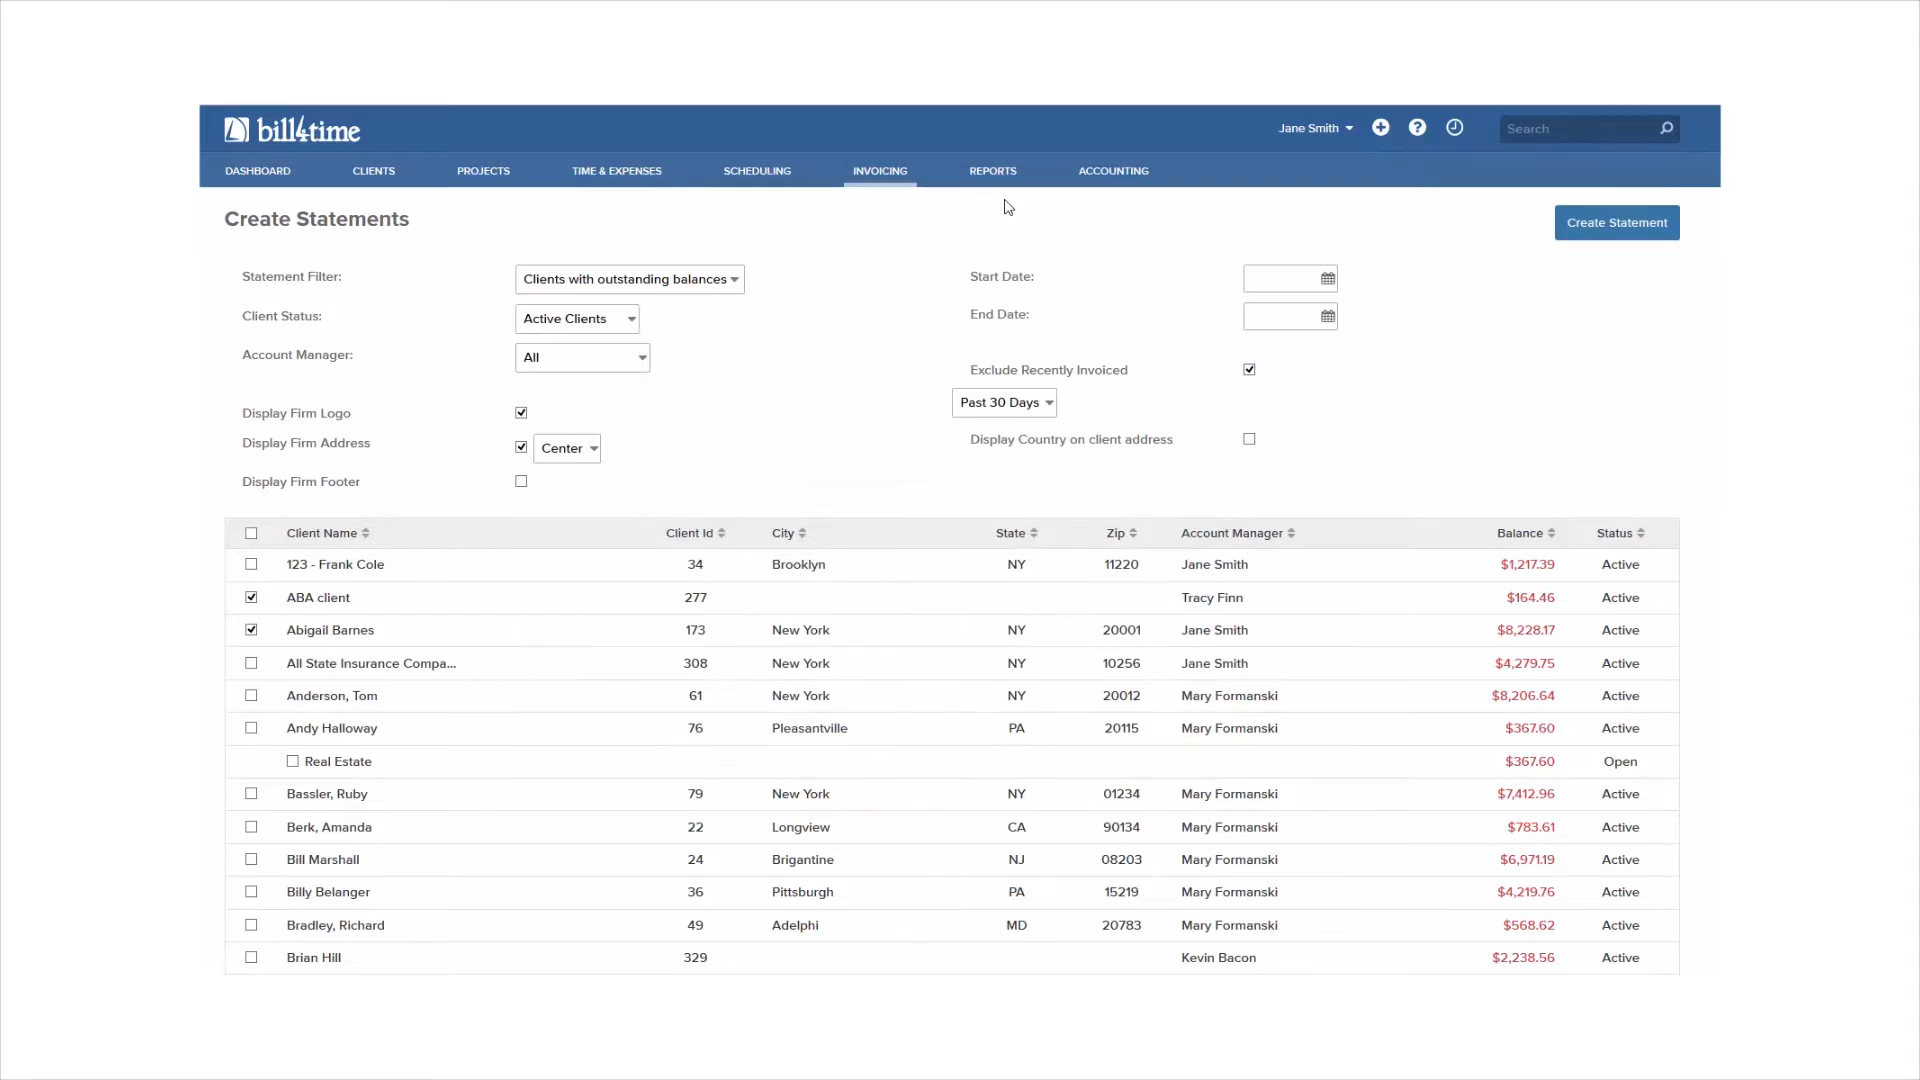 bill4time
Jane Smith
Search
DASHBOARD CLIENTS PROJECTS TIME & EXPENSES SCHEDULING INVOICING REPORTS ACCOUNTING
Create Statements
Create Statement
Statement Filter: Clients with outstanding balances
Start Date:
Client Status: Active Clients
End Date:
Account Manager: All
Exclude Recently Invoiced
Past 30 Days
Display Firm Logo
Display Firm Address Center
Display Country on client address
Display Firm Footer
Client Name Client Id City State Zip Account Manager Balance Status
123 - Frank Cole 34 Brooklyn NY 11220 Jane Smith $1,217.39 Active
ABA client 277 Tracy Finn $164.46 Active
Abigail Barnes 173 New York NY 20001 Jane Smith $8,228.17 Active
All State Insurance Compa... 308 New York NY 10256 Jane Smith $4,279.75 Active
Anderson, Tom 61 New York NY 20012 Mary Formanski $8,206.64 Active
Andy Halloway 76 Pleasantville PA 20115 Mary Formanski $367.60 Active
Real Estate $367.60 Open
Bassler, Ruby 79 New York NY 01234 Mary Formanski $7,412.96 Active
Berk, Amanda 22 Longview CA 90134 Mary Formanski $783.61 Active
Bill Marshall 24 Brigantine NJ 08203 Mary Formanski $6,971.19 Active
Billy Belanger 36 Pittsburgh PA 15219 Mary Formanski $4,219.76 Active
Bradley, Richard 49 Adelphi MD 20783 Mary Formanski $568.62 Active
Brian Hill 329 Kevin Bacon $2,238.56 Active